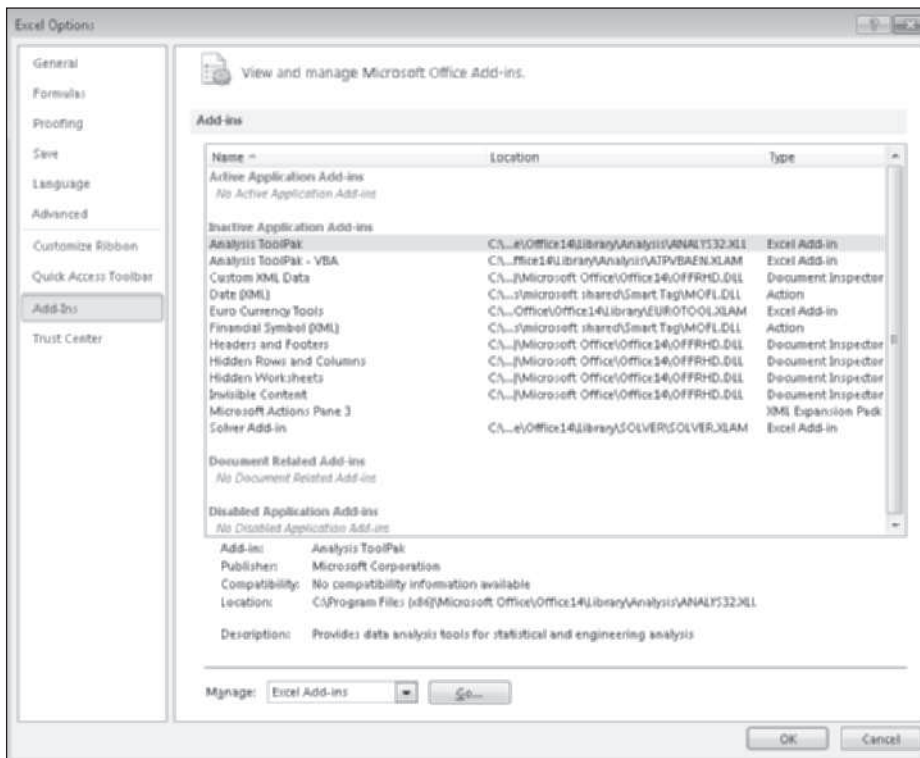 Excel Options
General
Formulas
Proofing
Save
Language
Advanced
Customize Ribbon
Quick Access Toolbar
Add-Ins
Trust Center
View and manage Microsoft Office Add-ins.
Add-ins
Name Location Type
Active Application Add-ins
No Active Application Add-ins
Inactive Application Add-ins
Analysis ToolPak C:\...e\Office14\Library\Analysis\ANALYS32.XLL Excel Add-in
Analysis ToolPak - VBA C:\...ffice14\Library\Analysis\ATPVBAEN.XLAM Excel Add-in
Custom XML Data C:\...)\Microsoft Office\Office14\OFFRHD.DLL Document Inspector
Date (XML) C:\...s\microsoft shared\Smart Tag\MOFL.DLL Action
Euro Currency Tools C:\...Office\Office14\Library\EUROTOOL.XLAM Excel Add-in
Financial Symbol (XML) C:\...s\microsoft shared\Smart Tag\MOFL.DLL Action
Headers and Footers C:\...)\Microsoft Office\Office14\OFFRHD.DLL Document Inspector
Hidden Rows and Columns C:\...)\Microsoft Office\Office14\OFFRHD.DLL Document Inspector
Hidden Worksheets C:\...)\Microsoft Office\Office14\OFFRHD.DLL Document Inspector
Invisible Content C:\...)\Microsoft Office\Office14\OFFRHD.DLL Document Inspector
Microsoft Actions Pane 3 XML Expansion Pack
Solver Add-in C:\...e\Office14\Library\SOLVER\SOLVER.XLAM Excel Add-in
Document Related Add-ins
No Document Related Add-ins
Disabled Application Add-ins
No Disabled Application Add-ins
Add-in: Analysis ToolPak
Publisher: Microsoft Corporation
Compatibility: No compatibility information available
Location: C:\Program Files (x86)\Microsoft Office\Office14\Library\Analysis\ANALYS32.XLL
Description: Provides data analysis tools for statistical and engineering analysis
Manage: Excel Add-ins Go...
OK Cancel